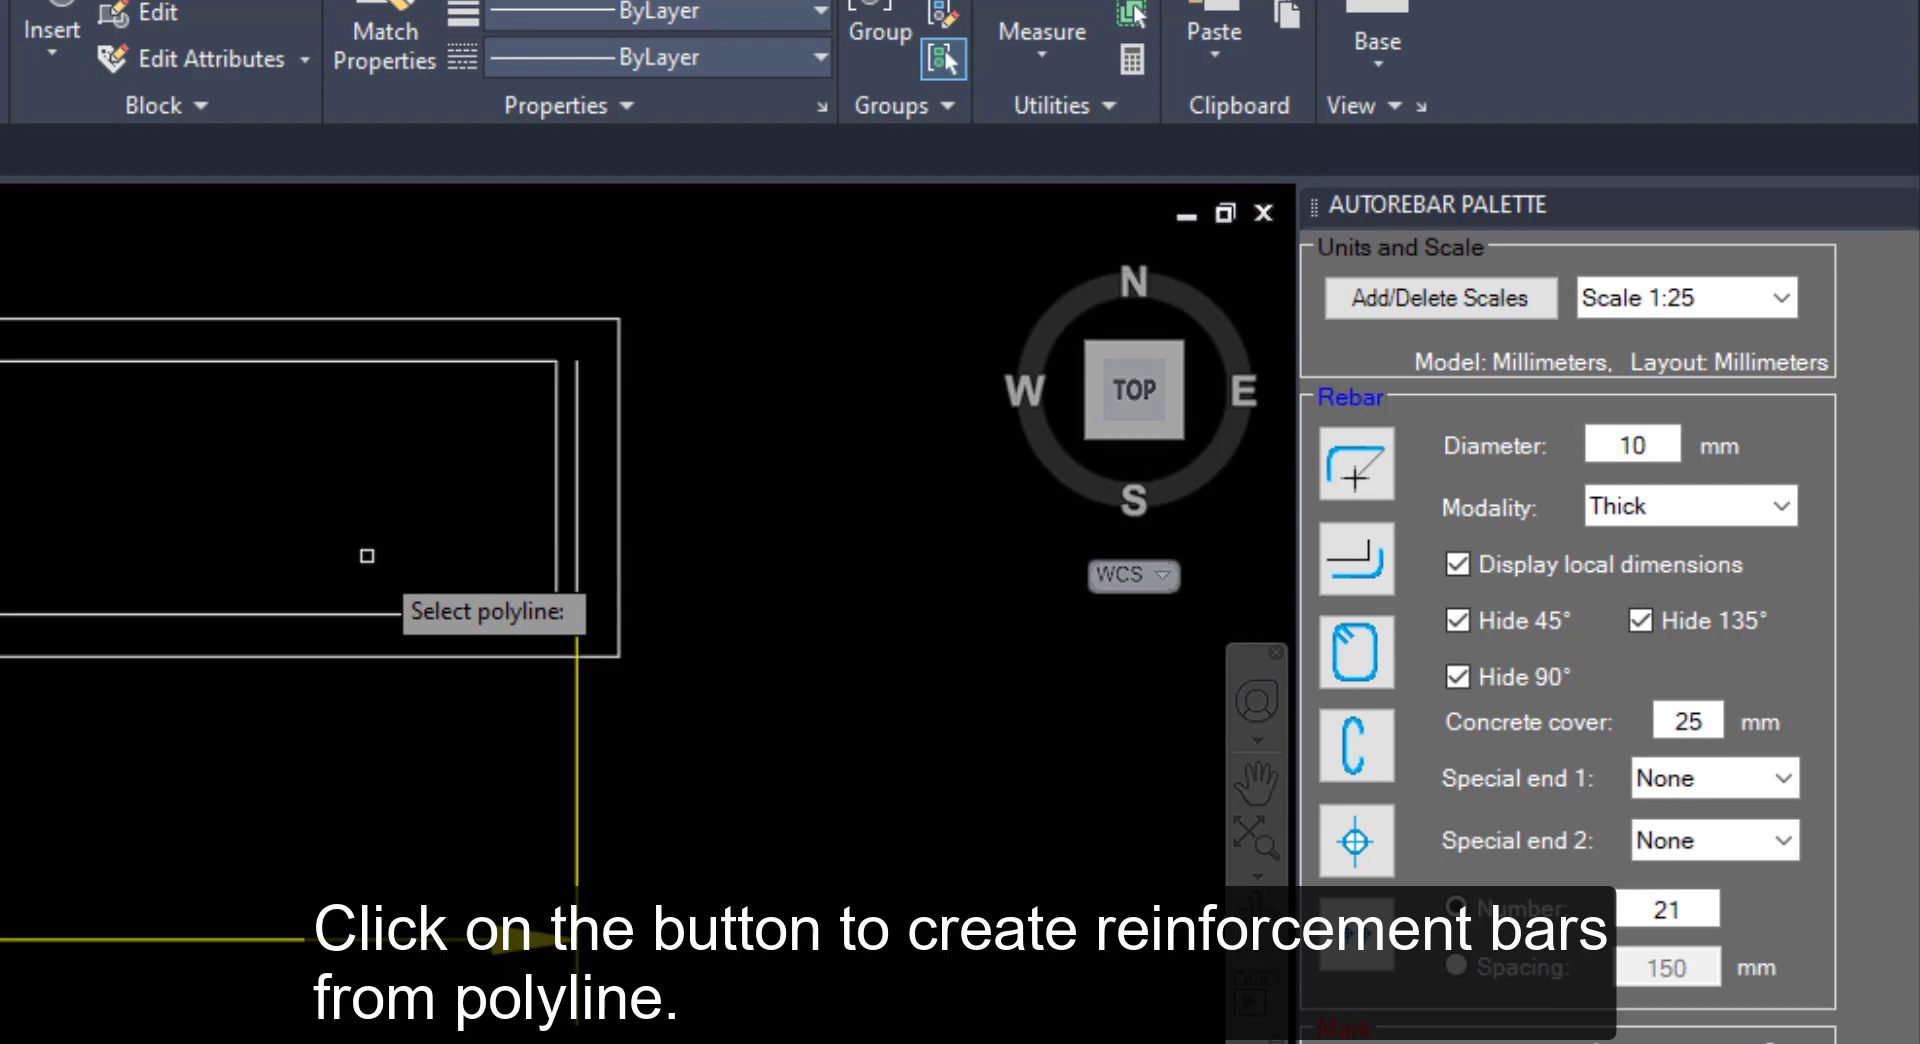 Insert
Edit
Edit Attributes
Block
Match
Properties
ByLayer
ByLayer
Properties
Group
Groups
Measure
Utilities
Paste
Clipboard
Base
View
AUTOREBAR PALETTE
Units and Scale
Add/Delete Scales
Scale 1:25
Model: Millimeters, Layout: Millimeters
N
W
TOP
E
S
WCS
Select polyline:
Rebar
Diameter: 10 mm
Modality: Thick
Display local dimensions
Hide 45° Hide 135°
Hide 90°
Concrete cover: 25 mm
Special end 1: None
Special end 2: None
Number: 21
Spacing: 150 mm
Mark
Click on the button to create reinforcement bars
from polyline.